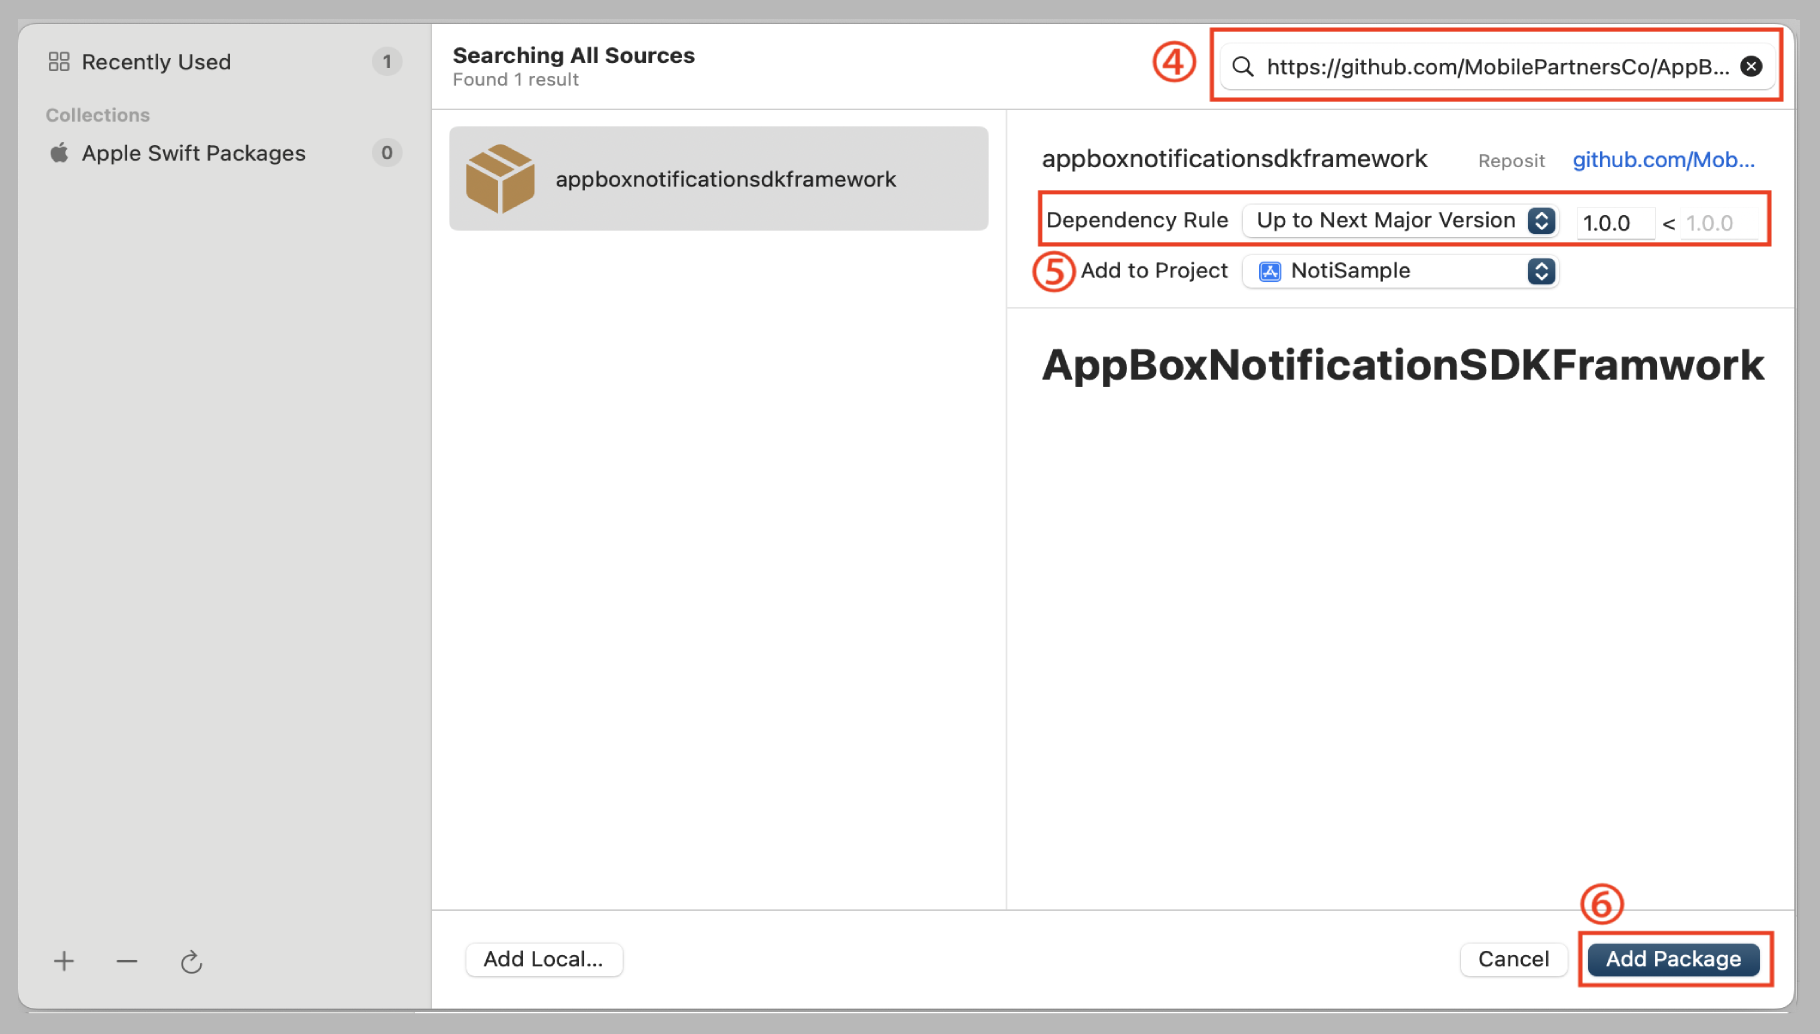 Recently Used 1
Collections
Apple Swift Packages 0
Searching All Sources
Found 1 result
④ https://github.com/MobilePartnersCo/AppB...
appboxnotificationsdkframework
appboxnotificationsdkframework Reposit github.com/Mob...
Dependency Rule Up to Next Major Version 1.0.0 < 1.0.0
⑤ Add to Project NotiSample
AppBoxNotificationSDKFramwork
⑥
Add Local... Cancel Add Package